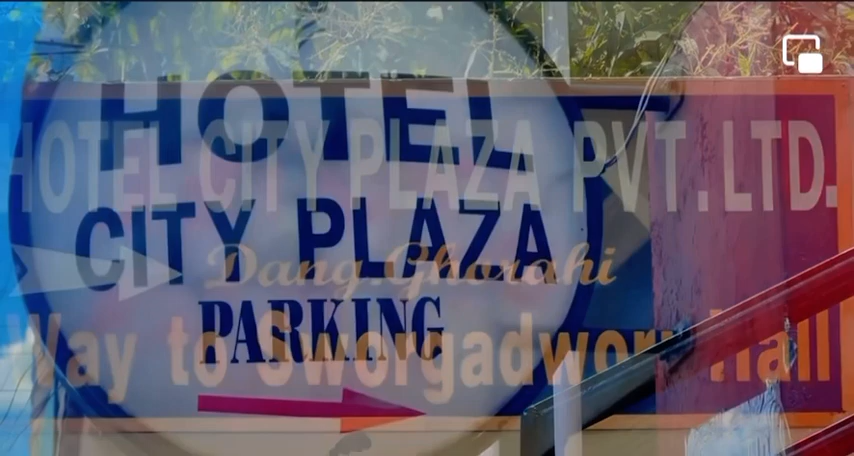 HOTEL
CITY PLAZA
PARKING
HOTEL CITY PLAZA PVT. LTD.
Dang.Ghorahi
Way to Hall